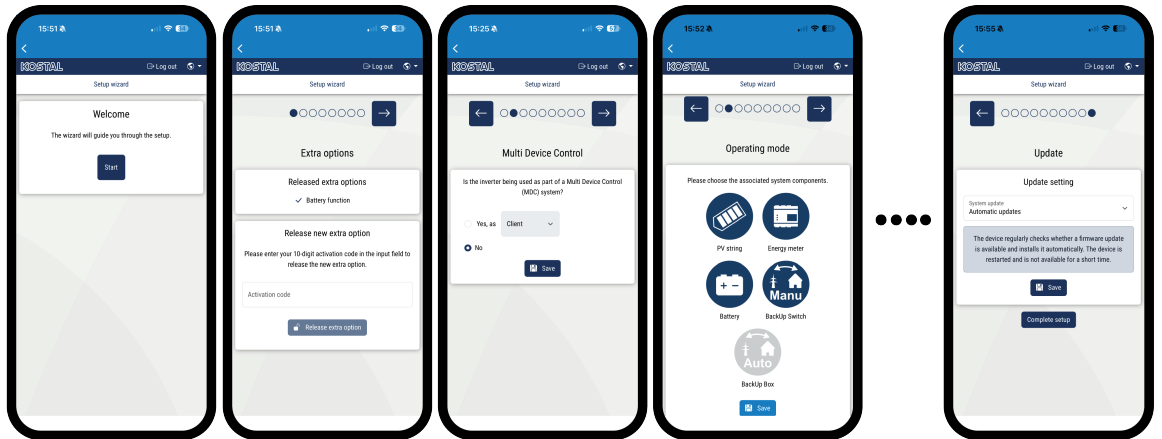 15:51
KOSTAL
Log out
Setup wizard
Welcome
The wizard will guide you through the setup.
Start
15:51
KOSTAL
Log out
Setup wizard
Extra options
Released extra options
Battery function
Release new extra option
Please enter your 10-digit activation code in the input field to
release the new extra option.
Activation code
Release extra option
15:25
KOSTAL
Log out
Setup wizard
Multi Device Control
Is the inverter being used as part of a Multi Device Control
(MDC) system?
Yes, as Client
No
Save
15:52
KOSTAL
Log out
Setup wizard
Operating mode
Please choose the associated system components.
PV string Energy meter
Manu
Battery BackUp Switch
Auto
BackUp Box
Save
15:55
KOSTAL
Log out
Setup wizard
Update
Update setting
System update
Automatic updates
The device regularly checks whether a firmware update
is available and installs it automatically. The device is
restarted and is not available for a short time.
Save
Complete setup